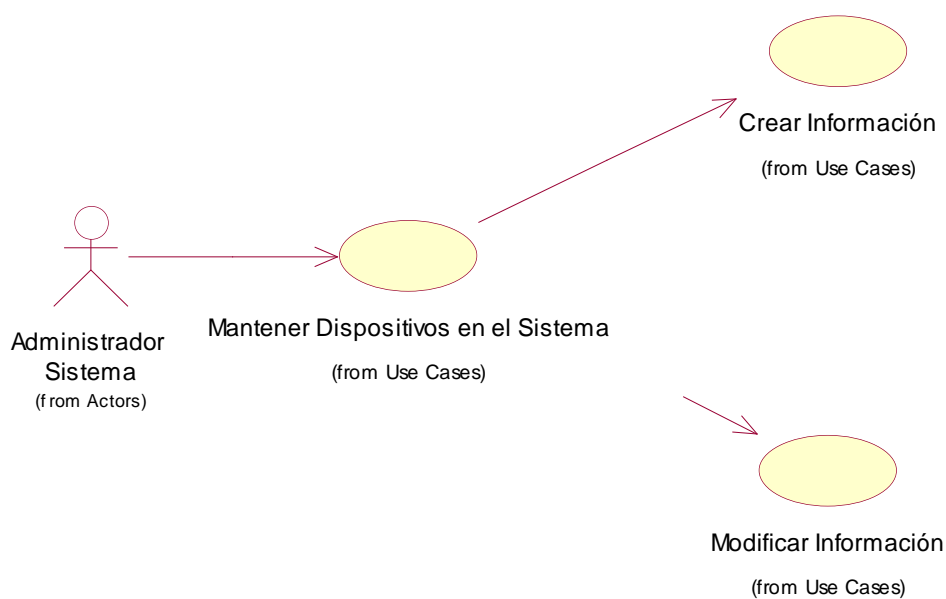 Crear Información
(from Use Cases)
Administrador
Sistema
(from Actors)
Mantener Dispositivos en el Sistema
(from Use Cases)
Modificar Información
(from Use Cases)